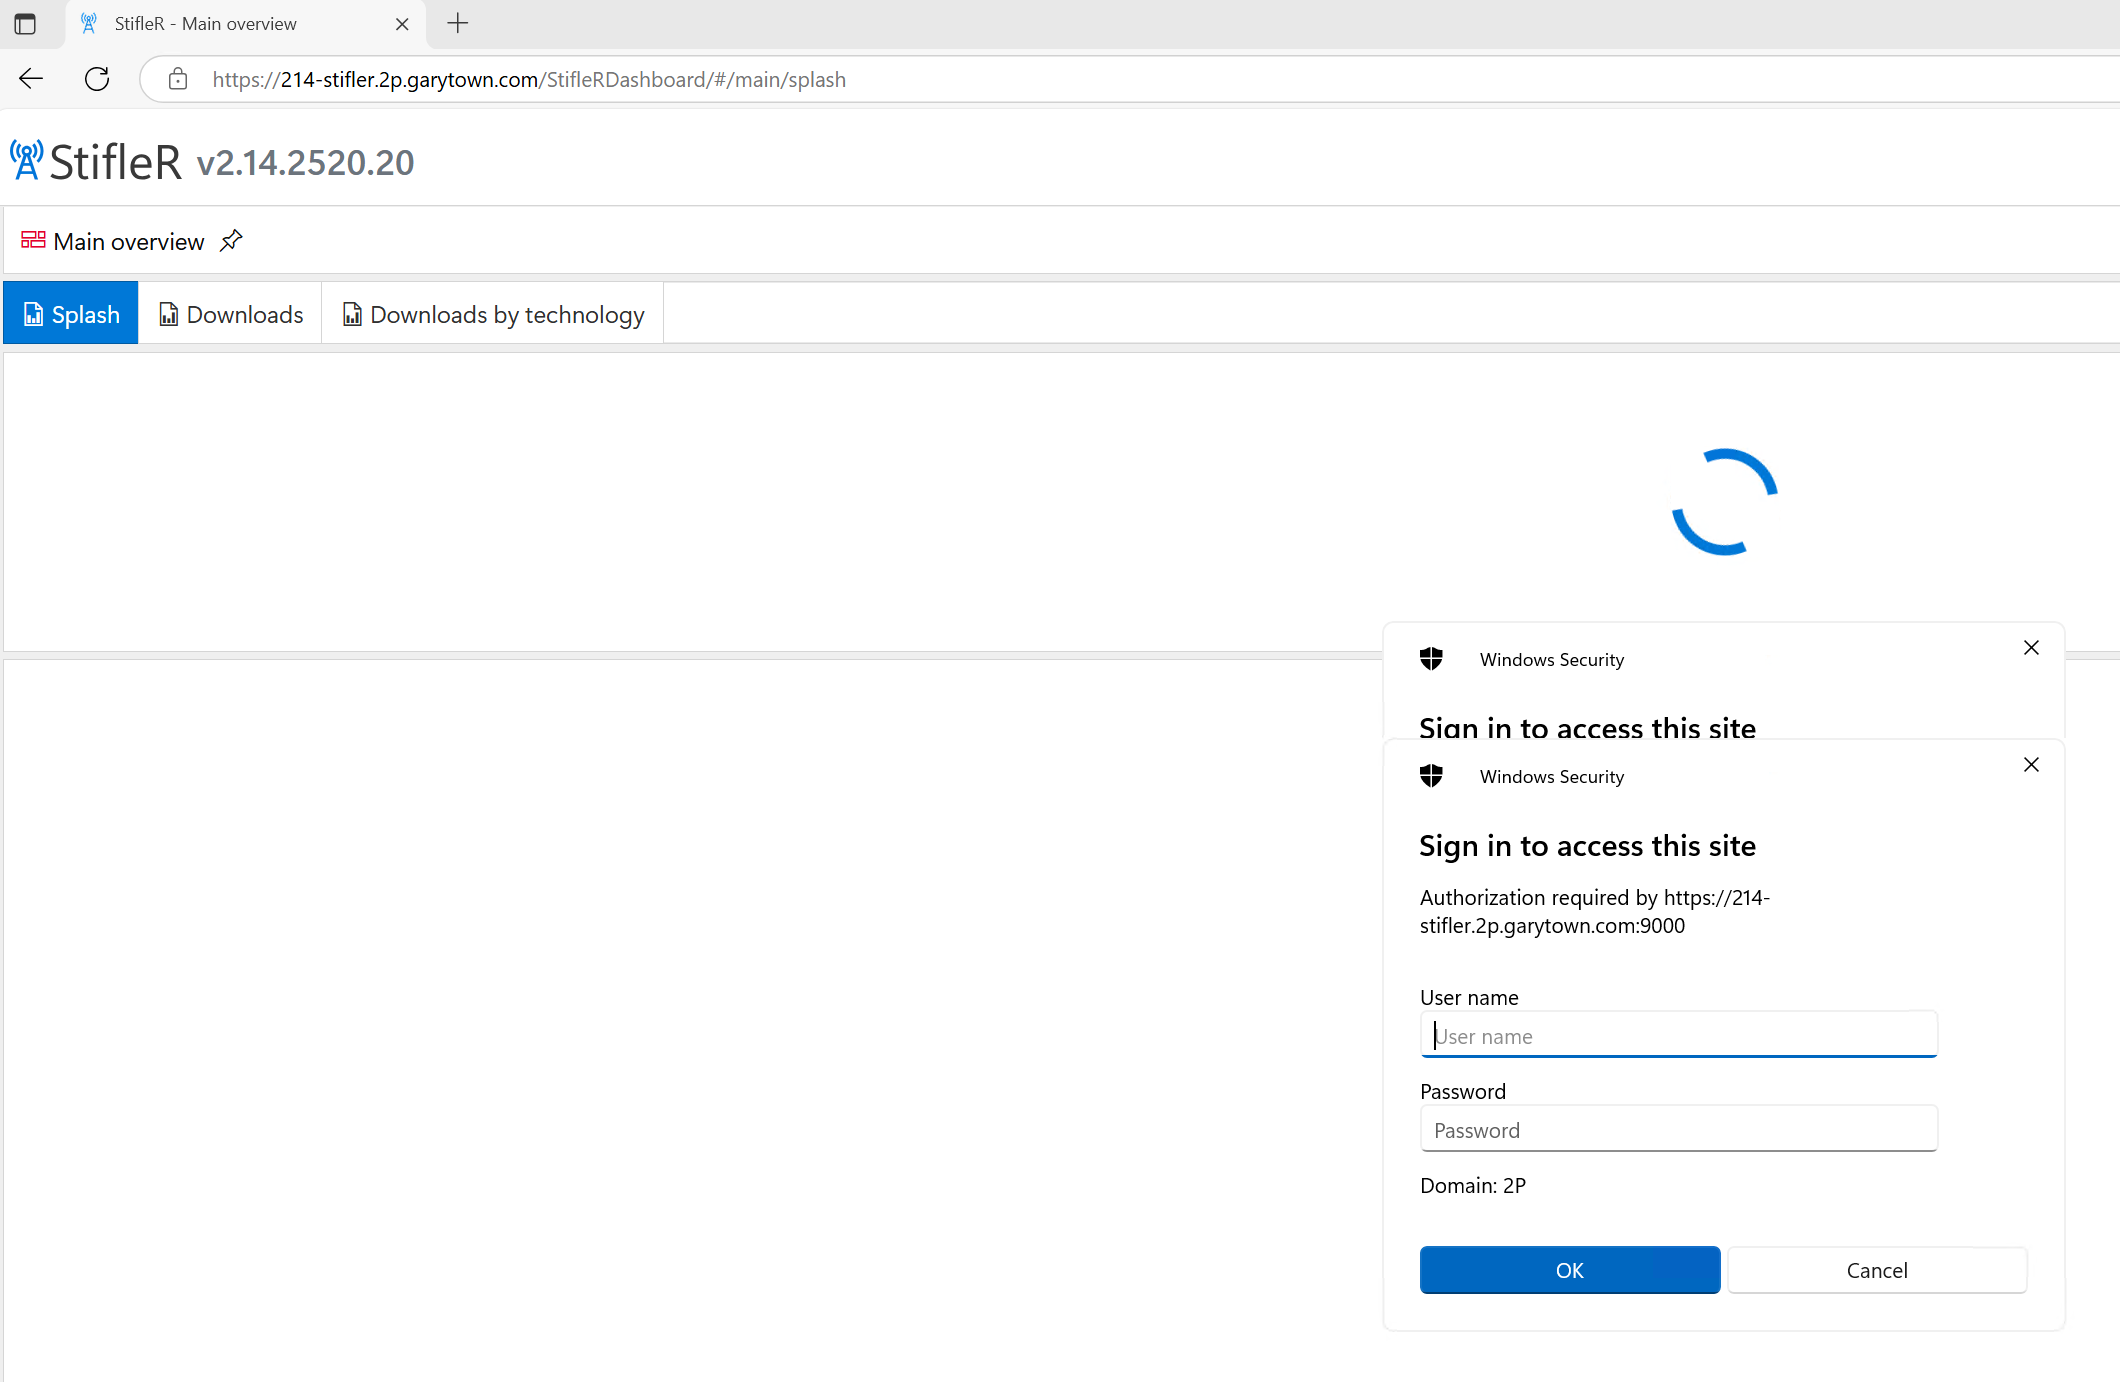 StifleR - Main overview
https://214-stifler.2p.garytown.com/StifleRDashboard/#/main/splash
StifleR v2.14.2520.20
Main overview
Splash
Downloads
Downloads by technology
Windows Security
Sign in to access this site
Windows Security
Sign in to access this site
Authorization required by https://214-
stifler.2p.garytown.com:9000
User name
User name
Password
Password
Domain: 2P
OK
Cancel